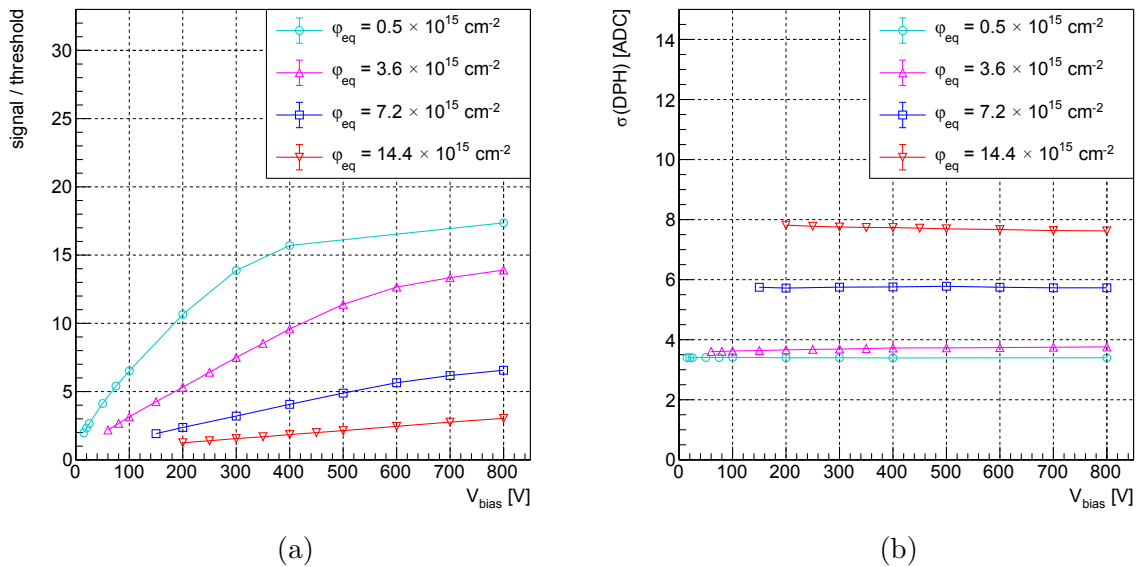 signal / threshold
30
25
20
15
10
5
0
0 100 200 300 400 500 600 700 800
V_bias [V]
φ_eq = 0.5 × 10^15 cm^-2
φ_eq = 3.6 × 10^15 cm^-2
φ_eq = 7.2 × 10^15 cm^-2
φ_eq = 14.4 × 10^15 cm^-2
(a)
σ (DPH) [ADC]
14
12
10
8
6
4
2
0
0 100 200 300 400 500 600 700 800
V_bias [V]
φ_eq = 0.5 × 10^15 cm^-2
φ_eq = 3.6 × 10^15 cm^-2
φ_eq = 7.2 × 10^15 cm^-2
φ_eq = 14.4 × 10^15 cm^-2
(b)